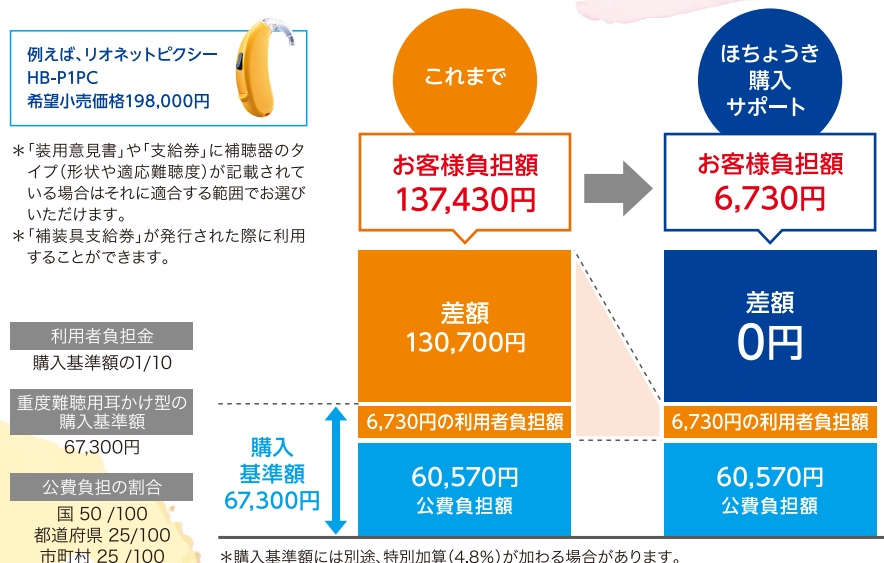 例えば、リオネットピクシー
HB-P1PC
希望小売価格198,000円
＊「装用意見書」や「支給券」に補聴器のタ
イプ（形状や適応難聴度）が記載されて
いる場合はそれに適合する範囲でお選び
いただけます。
＊「補装具支給券」が発行された際に利用
することができます。
利用者負担金
購入基準額の1/10
重度難聴用耳かけ型の
購入基準額
67,300円
公費負担の割合
国 50 /100
都道府県 25/100
市町村 25 /100
これまで
お客様負担額
137,430円
差額
130,700円
6,730円の利用者負担額
60,570円
公費負担額
購入
基準額
67,300円
ほちょうき
購入
サポート
お客様負担額
6,730円
差額
0円
6,730円の利用者負担額
60,570円
公費負担額
＊購入基準額には別途、特別加算（4.8%）が加わる場合があります。